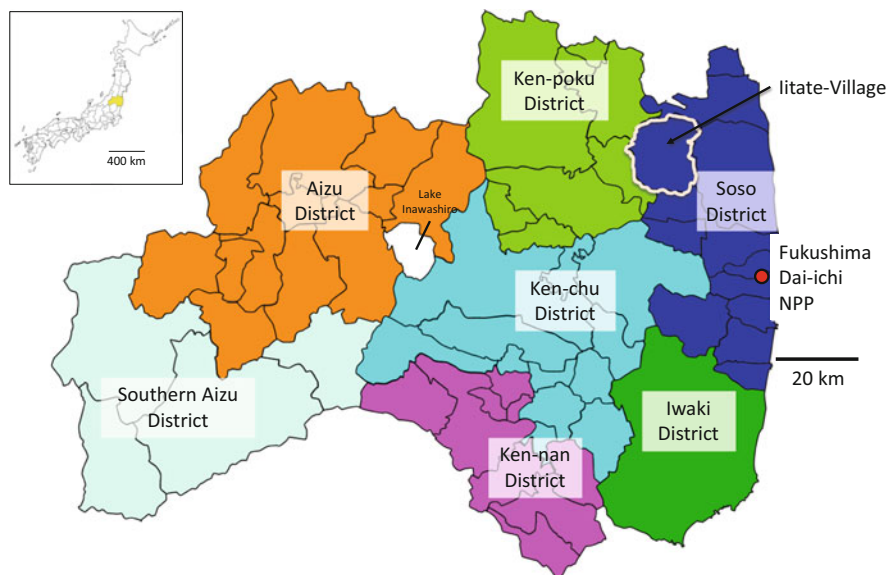 400 km
Ken-poku
District
Iitate-Village
Aizu
District
Lake
Inawashiro
Soso
District
Fukushima
Dai-ichi
NPP
Ken-chu
District
20 km
Southern Aizu
District
Iwaki
District
Ken-nan
District